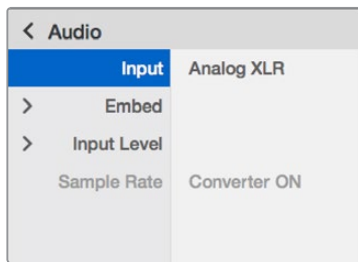 Audio
Input Analog XLR
Embed
Input Level
Sample Rate Converter ON